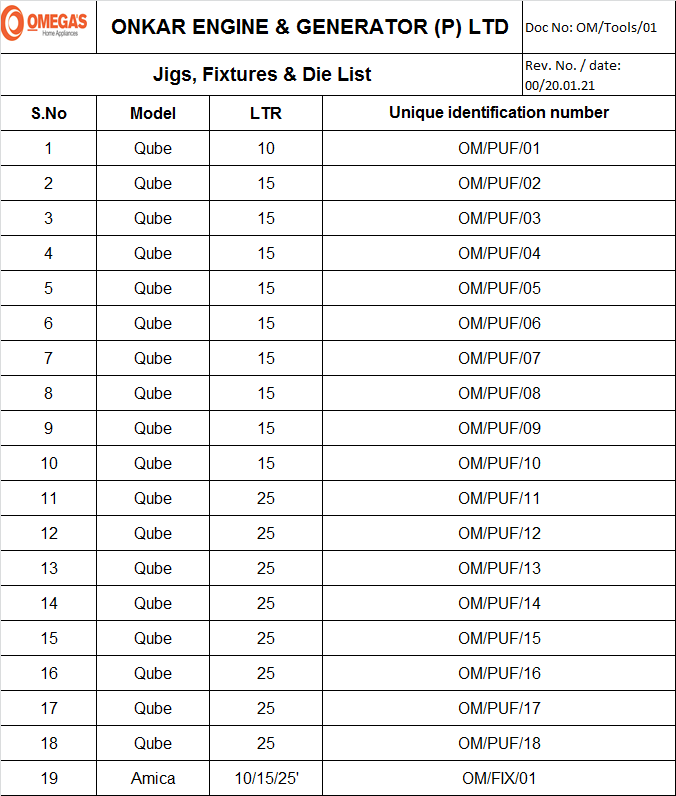 OMEGA'S
Home Appliances
ONKAR ENGINE & GENERATOR (P) LTD
Doc No: OM/Tools/01
Jigs, Fixtures & Die List
Rev. No. / date:
00/20.01.21
S.No Model LTR Unique identification number
1 Qube 10 OM/PUF/01
2 Qube 15 OM/PUF/02
3 Qube 15 OM/PUF/03
4 Qube 15 OM/PUF/04
5 Qube 15 OM/PUF/05
6 Qube 15 OM/PUF/06
7 Qube 15 OM/PUF/07
8 Qube 15 OM/PUF/08
9 Qube 15 OM/PUF/09
10 Qube 15 OM/PUF/10
11 Qube 25 OM/PUF/11
12 Qube 25 OM/PUF/12
13 Qube 25 OM/PUF/13
14 Qube 25 OM/PUF/14
15 Qube 25 OM/PUF/15
16 Qube 25 OM/PUF/16
17 Qube 25 OM/PUF/17
18 Qube 25 OM/PUF/18
19 Amica 10/15/25' OM/FIX/01